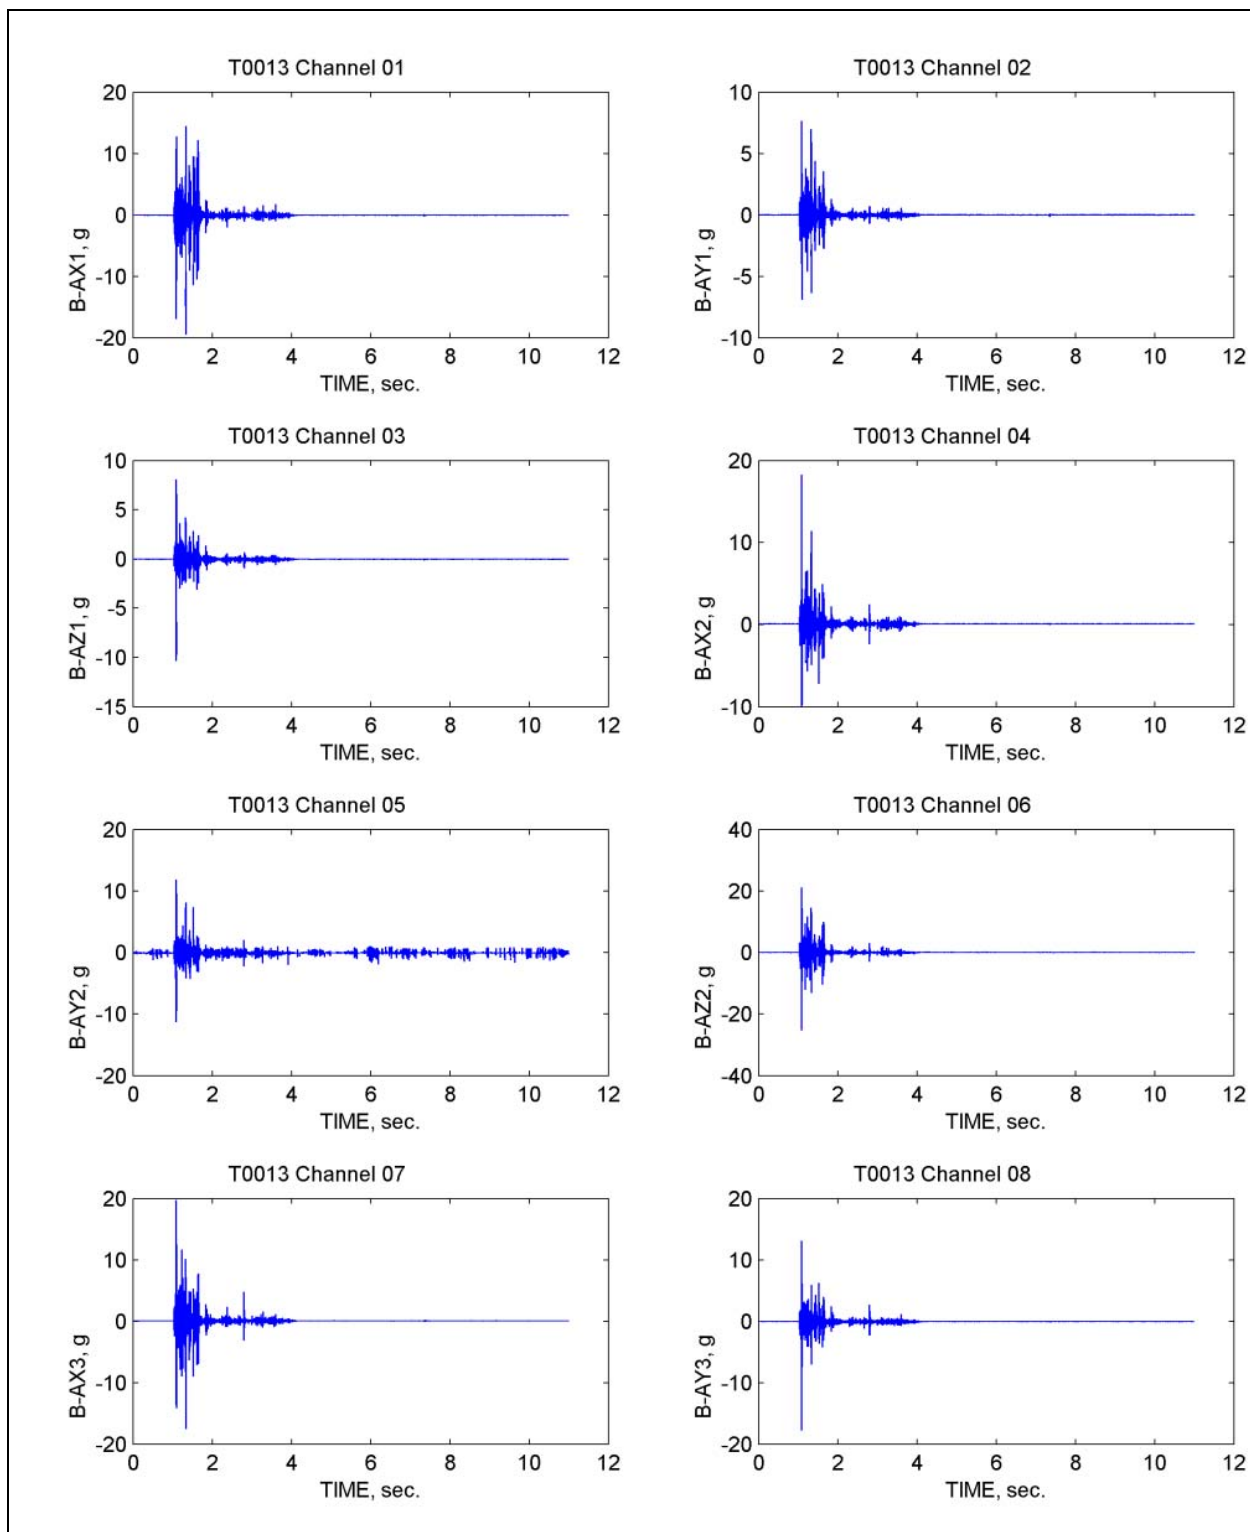 T0013 Channel 01
20
10
0
-10
-20
B-AX1, g
0 2 4 6 8 10 12
TIME, sec.
T0013 Channel 02
10
5
0
-5
-10
B-AY1, g
0 2 4 6 8 10 12
TIME, sec.
T0013 Channel 03
10
5
0
-5
-10
-15
B-AZ1, g
0 2 4 6 8 10 12
TIME, sec.
T0013 Channel 04
20
10
0
-10
B-AX2, g
0 2 4 6 8 10 12
TIME, sec.
T0013 Channel 05
20
10
0
-10
-20
B-AY2, g
0 2 4 6 8 10 12
TIME, sec.
T0013 Channel 06
40
20
0
-20
-40
B-AZ2, g
0 2 4 6 8 10 12
TIME, sec.
T0013 Channel 07
20
10
0
-10
-20
B-AX3, g
0 2 4 6 8 10 12
TIME, sec.
T0013 Channel 08
20
10
0
-10
-20
B-AY3, g
0 2 4 6 8 10 12
TIME, sec.